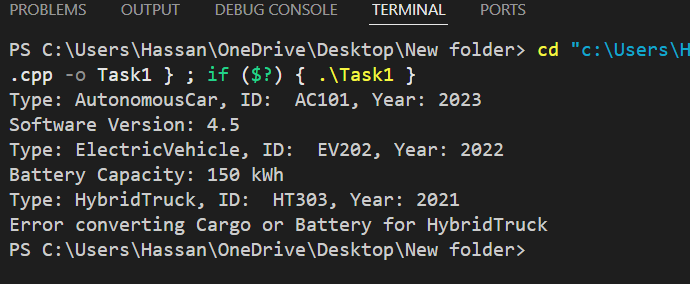 PROBLEMS OUTPUT DEBUG CONSOLE TERMINAL PORTS
PS C:\Users\Hassan\OneDrive\Desktop\New folder> cd "c:\Users\H
.cpp -o Task1 } ; if ($?) { .\Task1 }
Type: AutonomousCar, ID:  AC101, Year: 2023
Software Version: 4.5
Type: ElectricVehicle, ID:  EV202, Year: 2022
Battery Capacity: 150 kWh
Type: HybridTruck, ID:  HT303, Year: 2021
Error converting Cargo or Battery for HybridTruck
PS C:\Users\Hassan\OneDrive\Desktop\New folder>